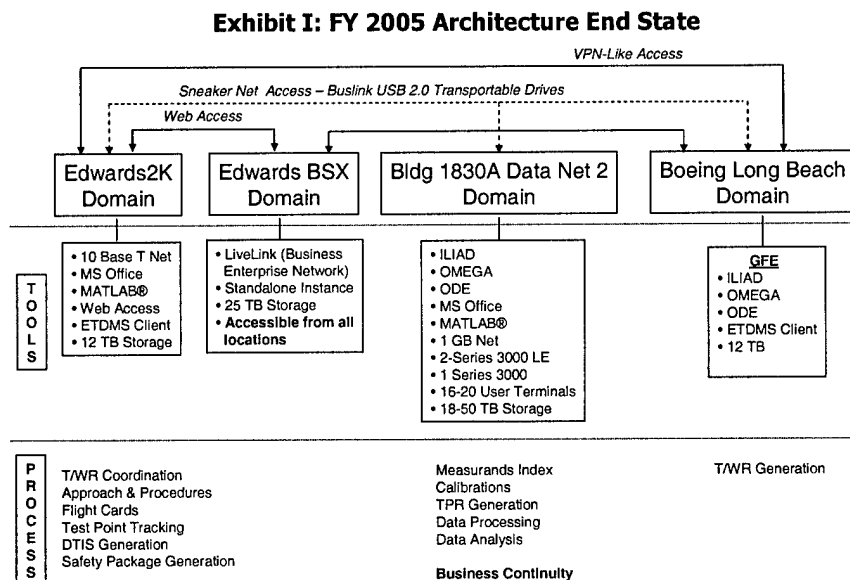 Exhibit I: FY 2005 Architecture End State
VPN-Like Access
Sneaker Net Access – Buslink USB 2.0 Transportable Drives
Web Access
Edwards2K
Domain
Edwards BSX
Domain
Bldg 1830A Data Net 2
Domain
Boeing Long Beach
Domain
TOOLS
• 10 Base T Net
• MS Office
• MATLAB®
• Web Access
• ETDMS Client
• 12 TB Storage
• LiveLink (Business
Enterprise Network)
• Standalone Instance
• 25 TB Storage
• Accessible from all
locations
• ILIAD
• OMEGA
• ODE
• MS Office
• MATLAB®
• 1 GB Net
• 2-Series 3000 LE
• 1 Series 3000
• 16-20 User Terminals
• 18-50 TB Storage
GFE
• ILIAD
• OMEGA
• ODE
• ETDMS Client
• 12 TB
PROCESS
T/WR Coordination
Approach & Procedures
Flight Cards
Test Point Tracking
DTIS Generation
Safety Package Generation
Measurands Index
Calibrations
TPR Generation
Data Processing
Data Analysis
Business Continuity
T/WR Generation